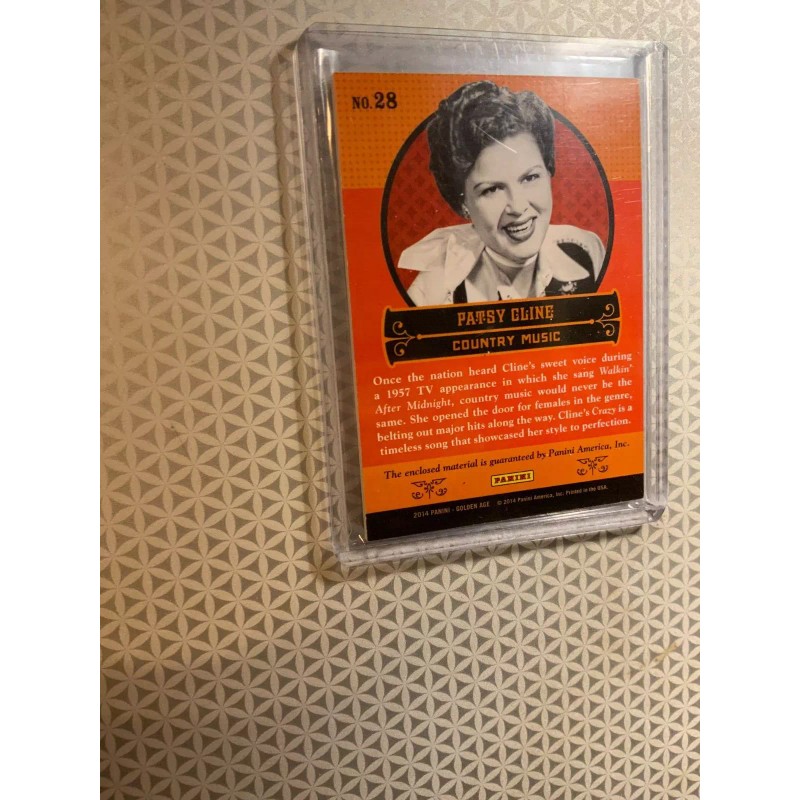 NO. 28
PATSY CLINE
COUNTRY MUSIC
Once the nation heard Cline's sweet voice during
a 1957 TV appearance in which she sang Walkin'
After Midnight, country music would never be the
same. She opened the door for females in the genre,
belting out major hits along the way. Cline's Crazy is a
timeless song that showcased her style to perfection.
The enclosed material is guaranteed by Panini America, Inc.
PANINI
2014 PANINI - GOLDEN AGE © 2014 Panini America, Inc. Printed in the USA.